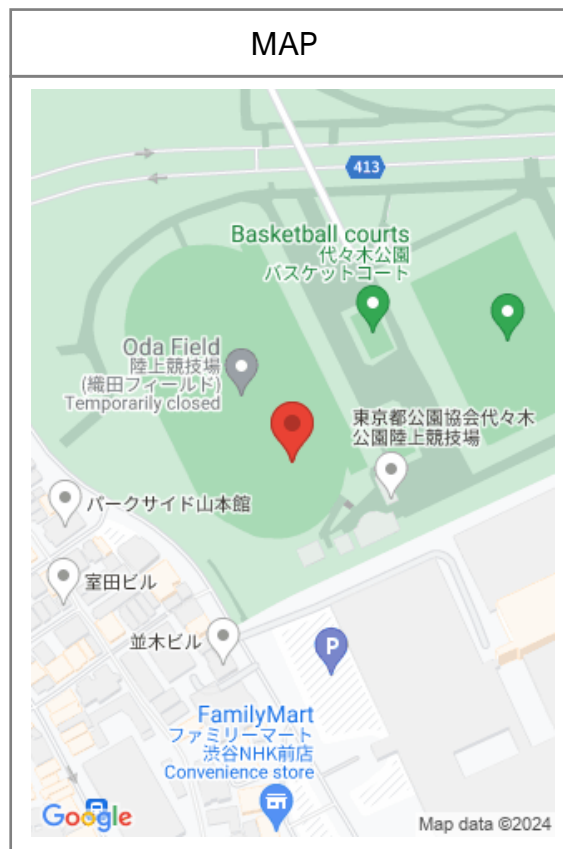 MAP
413
Basketball courts
代々木公園
バスケットコート
Oda Field
陸上競技場
(織田フィールド)
Temporarily closed
東京都公園協会代々木
公園陸上競技場
パークサイド山本館
室田ビル
並木ビル
P
FamilyMart
ファミリーマート
渋谷NHK前店
Convenience store
Google
Map data ©2024